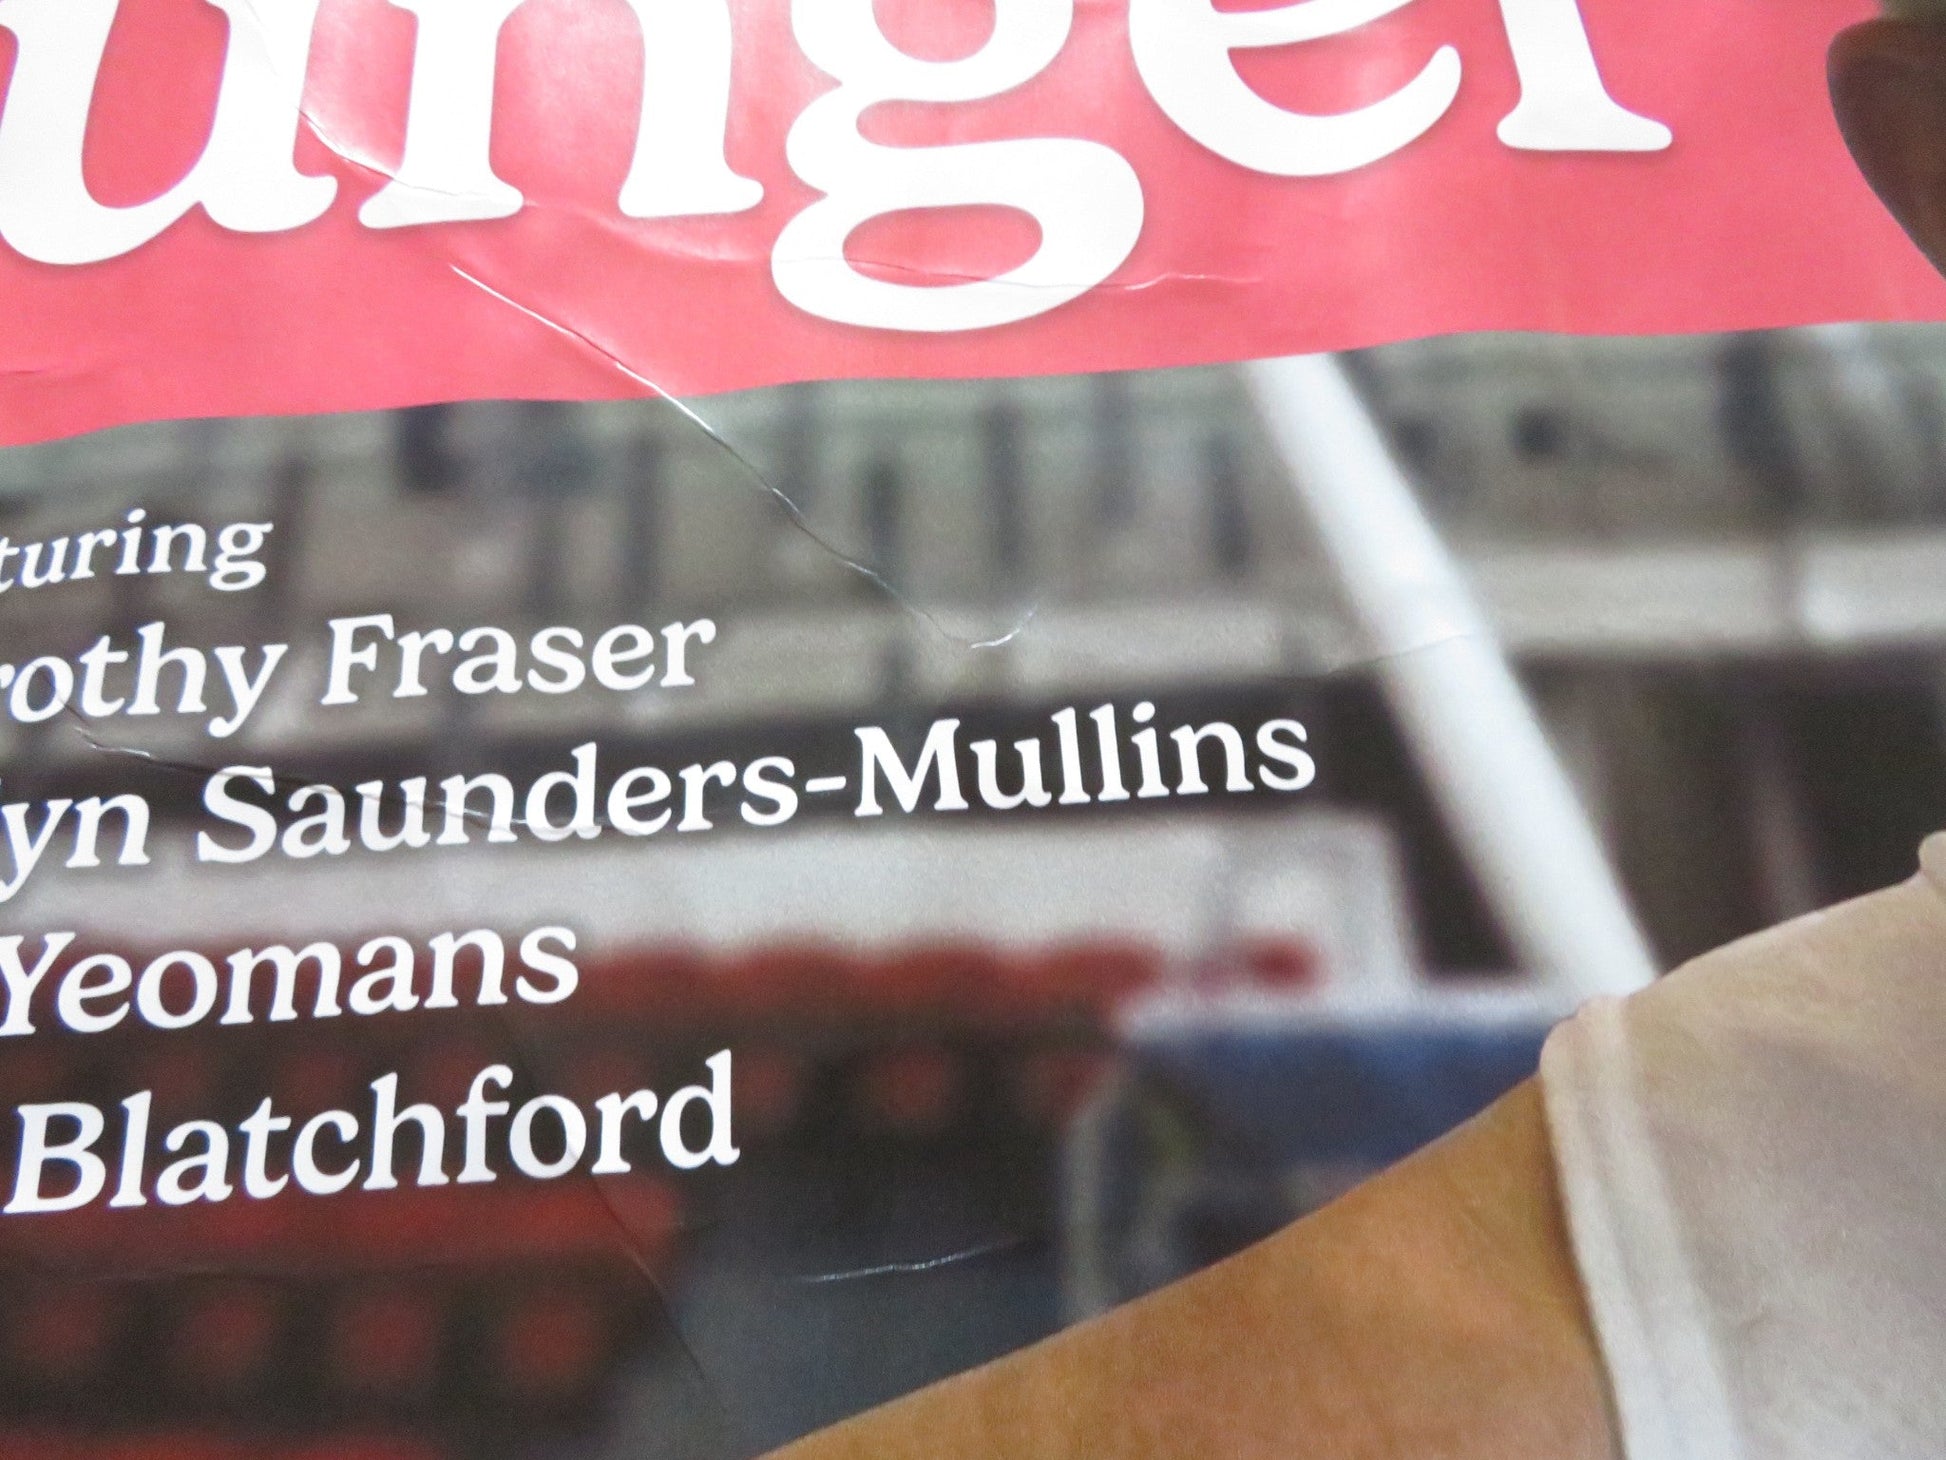 unger
turing
rothy Fraser
lyn Saunders-Mullins
Yeomans
Blatchford